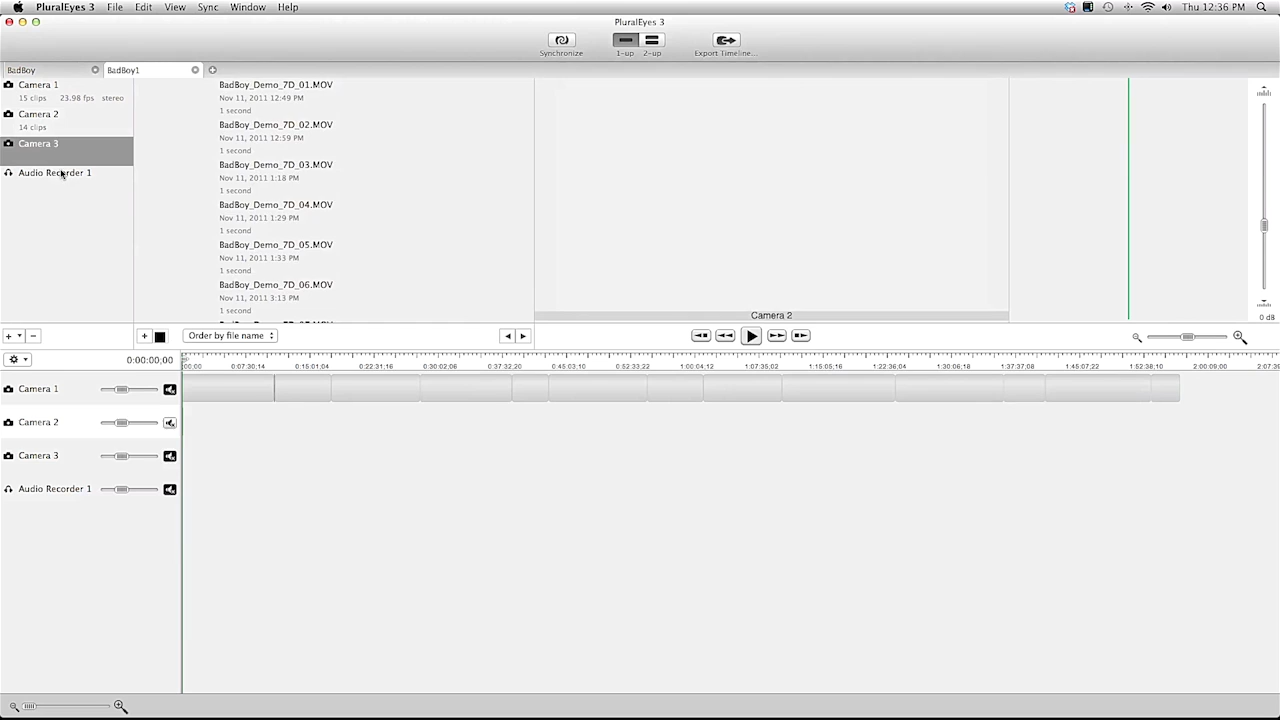 PluralEyes 3 File Edit View Sync Window Help Thu 12:36 PM
PluralEyes 3
Synchronize 1-up 2-up Export Timeline...
BadBoy BadBoy1
Camera 1
15 clips 23.98 fps stereo
Camera 2
14 clips
Camera 3
Audio Recorder 1
BadBoy_Demo_7D_01.MOV
Nov 11, 2011 12:49 PM
1 second
BadBoy_Demo_7D_02.MOV
Nov 11, 2011 12:59 PM
1 second
BadBoy_Demo_7D_03.MOV
Nov 11, 2011 1:18 PM
1 second
BadBoy_Demo_7D_04.MOV
Nov 11, 2011 1:29 PM
1 second
BadBoy_Demo_7D_05.MOV
Nov 11, 2011 1:33 PM
1 second
BadBoy_Demo_7D_06.MOV
Nov 11, 2011 3:13 PM
1 second
Camera 2
0 dB
Order by file name
0:00:00,00
00,00 0:07:30,14 0:15:01,04 0:22:31,16 0:30:02,06 0:37:32,20 0:45:03,10 0:52:33,22 1:00:04,12 1:07:35,02 1:15:05,16 1:22:36,04 1:30:06,18 1:37:37,08 1:45:07,22 1:52:38,10 2:00:09,00 2:07:39
Camera 1
Camera 2
Camera 3
Audio Recorder 1